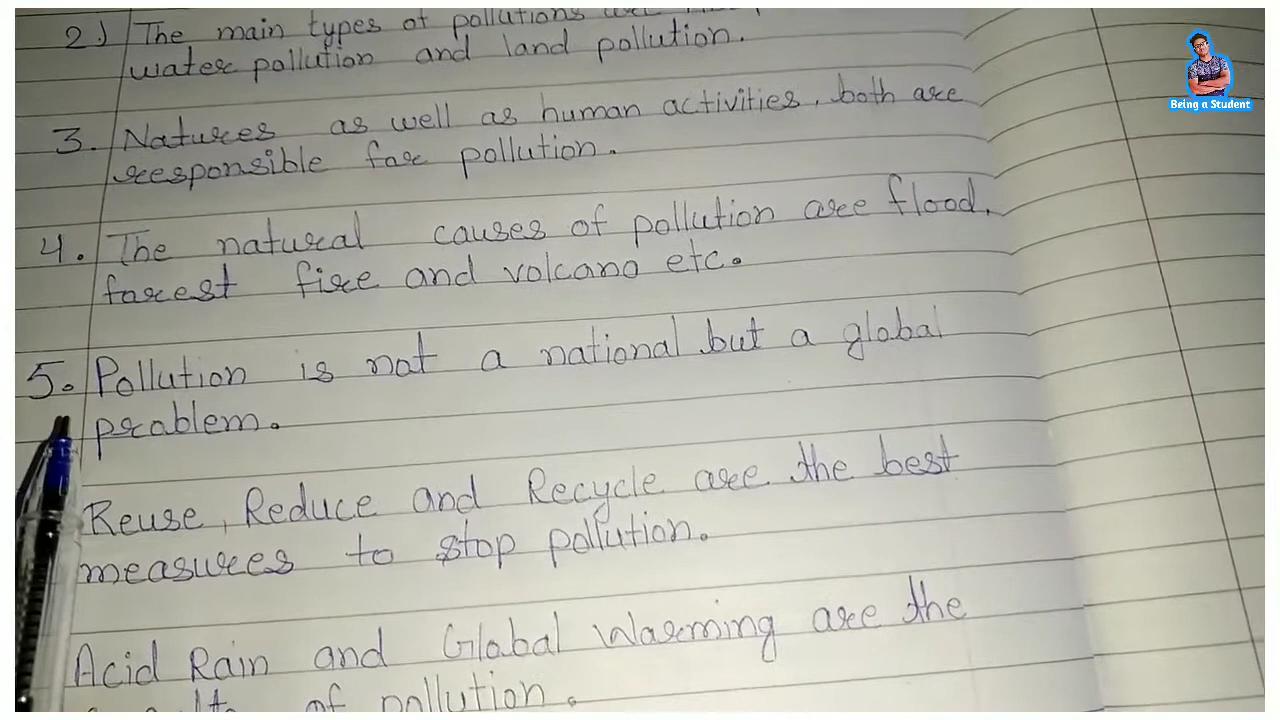 2.) The main types of pollutions
water pollution and land pollution.
3. Natures as well as human activities, both are
responsible for pollution.
4. The natural causes of pollution are flood,
forest fire and volcano etc.
5. Pollution is not a national but a global
problem.
Reuse, Reduce and Recycle are the best
measures to stop pollution.
Acid Rain and Global Warming are the
of pollution.
Being a Student